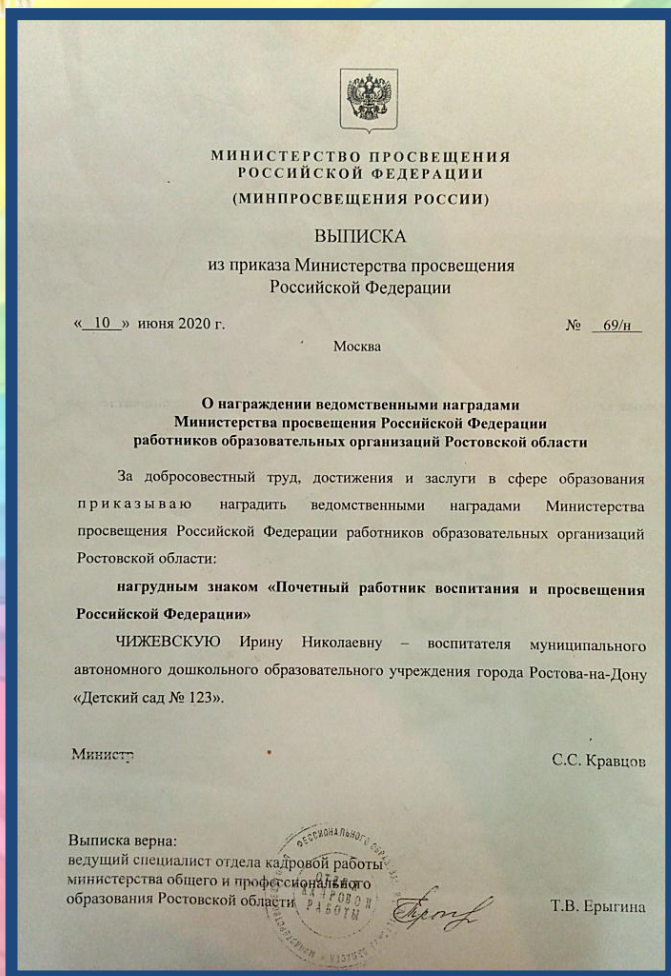 МИНИСТЕРСТВО ПРОСВЕЩЕНИЯ
РОССИЙСКОЙ ФЕДЕРАЦИИ
(МИНПРОСВЕЩЕНИЯ РОССИИ)
ВЫПИСКА
из приказа Министерства просвещения
Российской Федерации
« 10 » июня 2020 г. № 69/н
Москва
О награждении ведомственными наградами
Министерства просвещения Российской Федерации
работников образовательных организаций Ростовской области
За добросовестный труд, достижения и заслуги в сфере образования
приказываю наградить ведомственными наградами Министерства
просвещения Российской Федерации работников образовательных организаций
Ростовской области:
нагрудным знаком «Почетный работник воспитания и просвещения
Российской Федерации»
ЧИЖЕВСКУЮ Ирину Николаевну – воспитателя муниципального
автономного дошкольного образовательного учреждения города Ростова-на-Дону
«Детский сад № 123».
Министр С.С. Кравцов
Выписка верна:
ведущий специалист отдела кадровой работы
министерства общего и профессионального
образования Ростовской области Т.В. Ерыгина
ОТДЕЛ
КАДРОВОЙ
РАБОТЫ